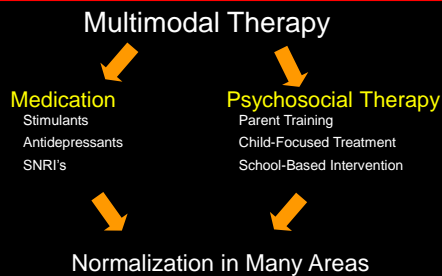 Multimodal Therapy
Medication
Stimulants
Antidepressants
SNRI's
Psychosocial Therapy
Parent Training
Child-Focused Treatment
School-Based Intervention
Normalization in Many Areas